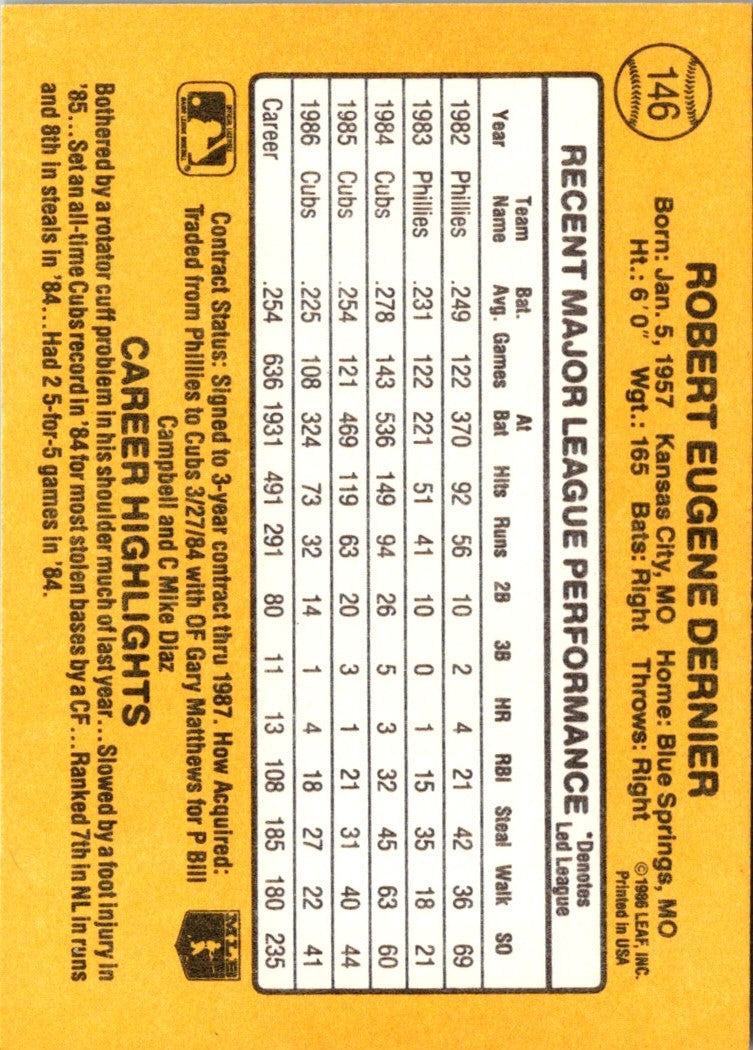 146
ROBERT EUGENE DERNIER
Born: Jan. 5, 1957 Kansas City, MO Home: Blue Springs, MO
Ht.: 6'0" Wgt.: 165 Bats: Right Throws: Right
©1986 LEAF, INC.
Printed in USA
RECENT MAJOR LEAGUE PERFORMANCE *Denotes Led League
Year Team Name Bat. Avg. Games At Bat Hits Runs 2B 3B HR RBI Steal Walk SO
1982 Phillies .249 122 370 92 56 10 2 4 21 42 36 69
1983 Phillies .231 122 221 51 41 10 0 1 15 35 18 21
1984 Cubs .278 143 536 149 94 26 5 3 32 45 63 60
1985 Cubs .254 121 469 119 63 20 3 1 21 31 40 44
1986 Cubs .225 108 324 73 32 14 1 4 18 27 22 41
Career .254 636 1931 491 291 80 11 13 108 185 180 235
Contract Status: Signed to 3-year contract thru 1987. How Acquired:
Traded from Phillies to Cubs 3/27/84 with OF Gary Matthews for P Bill
Campbell and C Mike Diaz
MLB
CAREER HIGHLIGHTS
Bothered by a rotator cuff problem in his shoulder much of last year...Slowed by a foot injury in
'85...Set an all-time Cubs record in '84 for most stolen bases by a CF...Ranked 7th in NL in runs
and 8th in steals in '84...Had 2 5-for-5 games in '84.